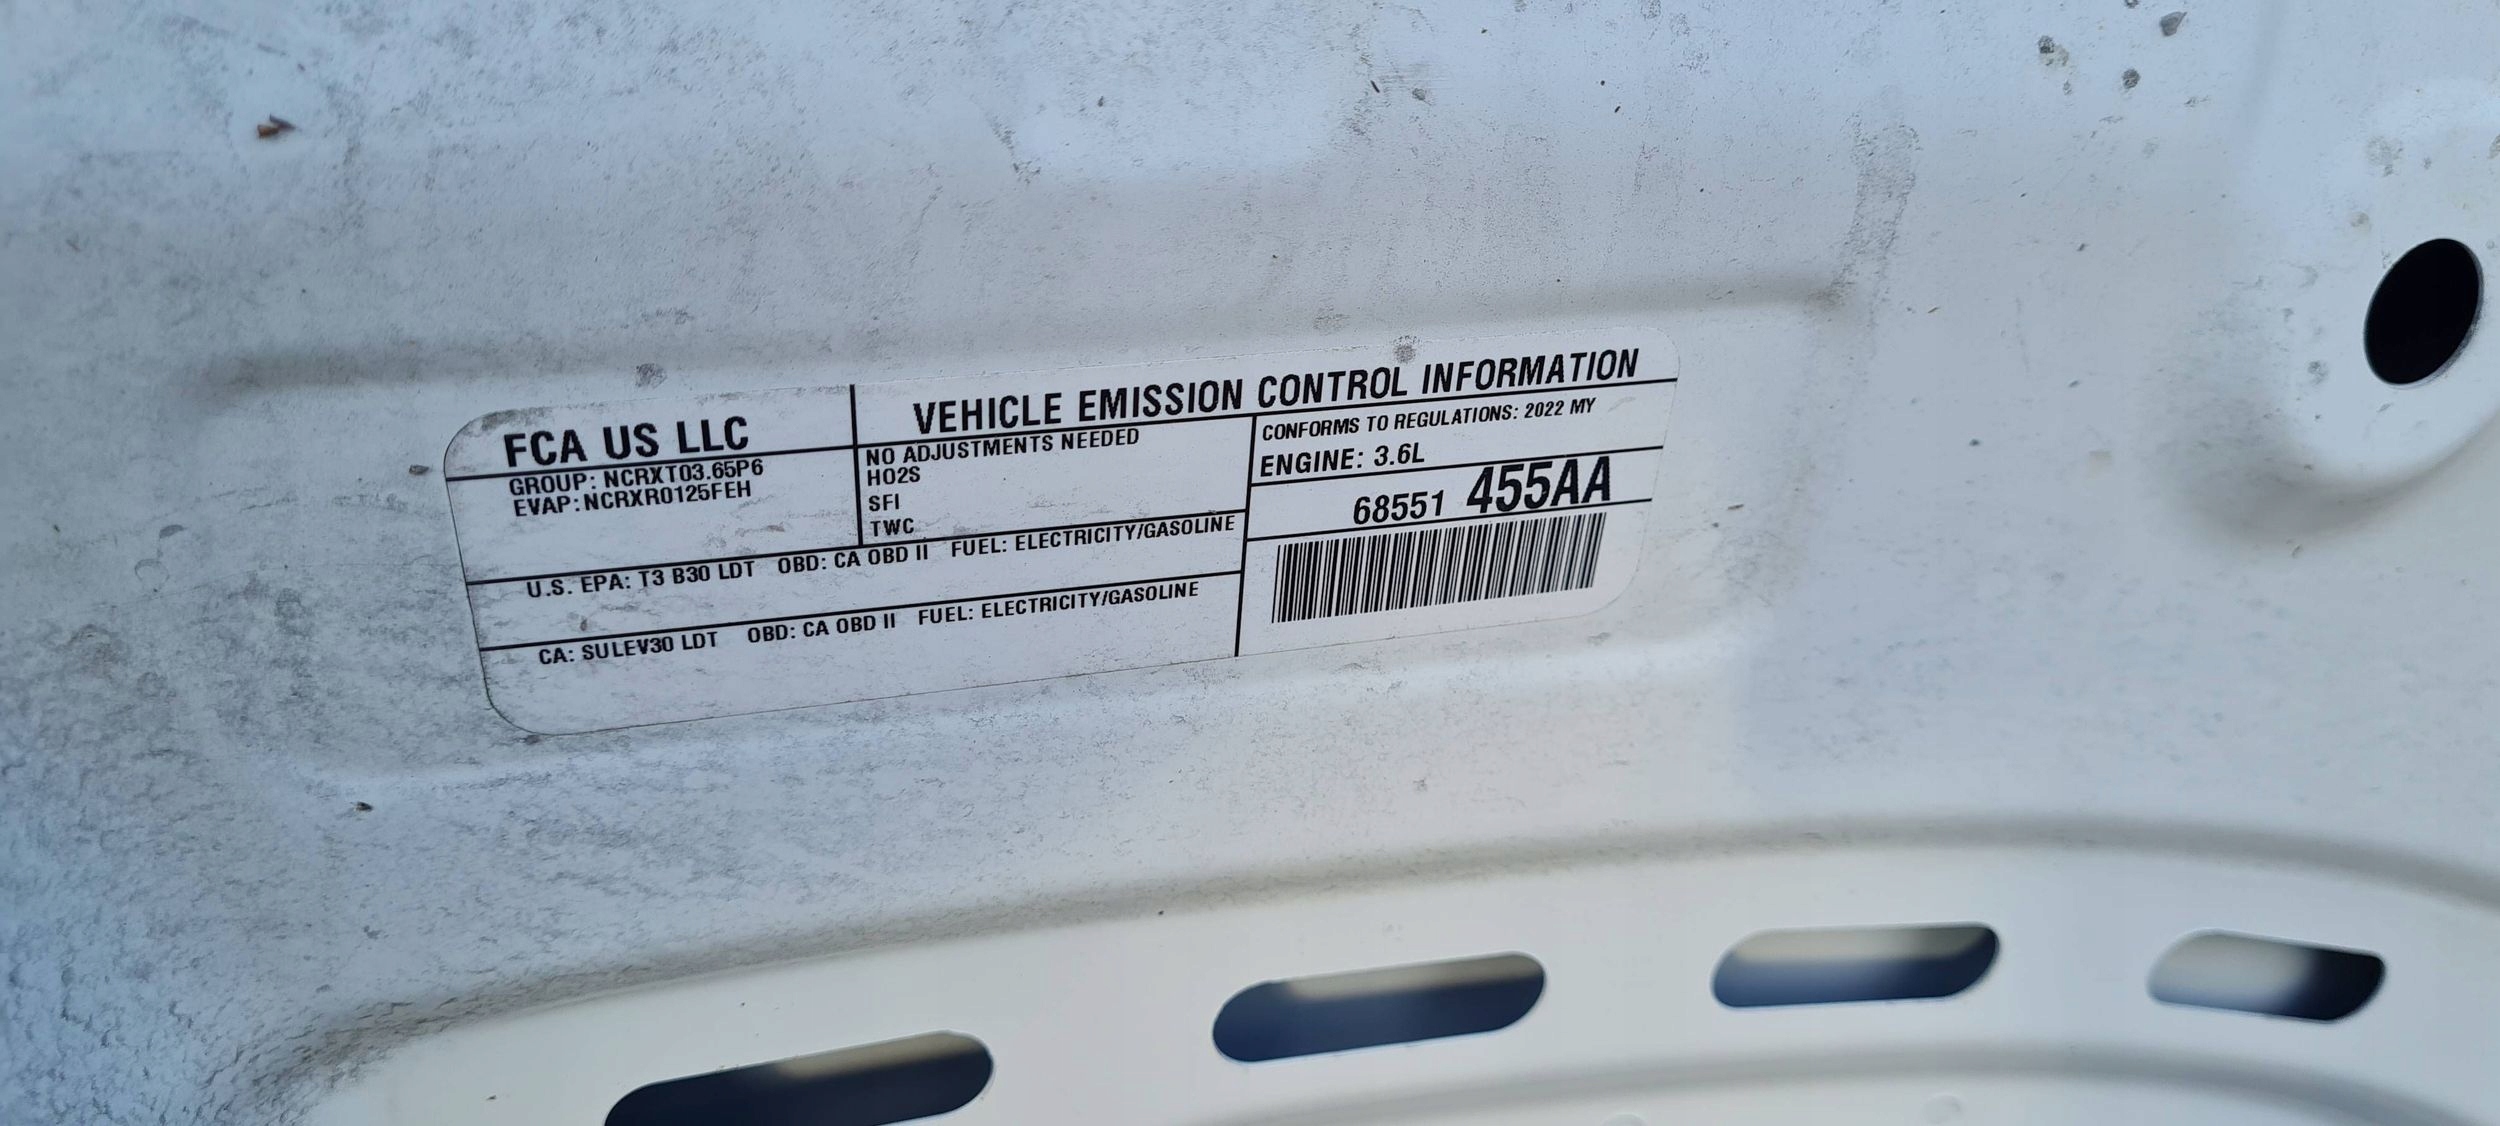 FCA US LLC
VEHICLE EMISSION CONTROL INFORMATION
GROUP: NCRXT03.65P6
EVAP: NCRXR0125FEH
NO ADJUSTMENTS NEEDED
HO2S
SFI
TWC
CONFORMS TO REGULATIONS: 2022 MY
ENGINE: 3.6L
68551 455AA
U.S. EPA: T3 B30 LDT OBD: CA OBD II FUEL: ELECTRICITY/GASOLINE
CA: SULEV30 LDT OBD: CA OBD II FUEL: ELECTRICITY/GASOLINE